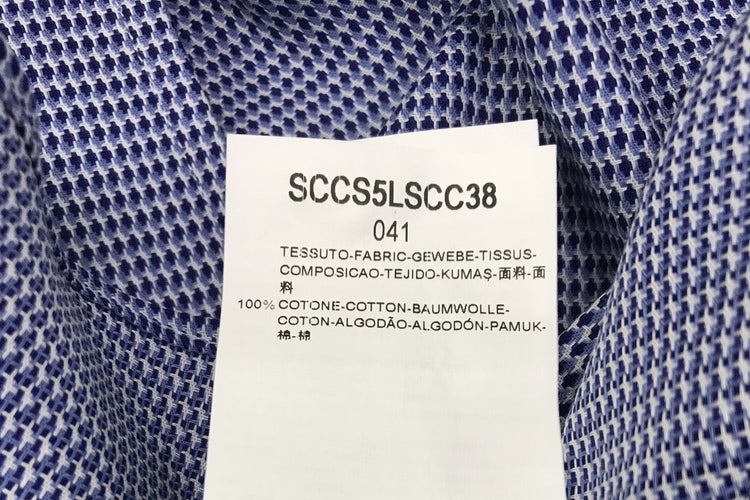 SCCS5LSCC38
041
TESSUTO-FABRIC-GEWEBE-TISSUS-
COMPOSICAO-TEJIDO-KUMAŞ-面料-面
料
100% COTONE-COTTON-BAUMWOLLE-
COTON-ALGODÃO-ALGODÓN-PAMUK-
棉-棉